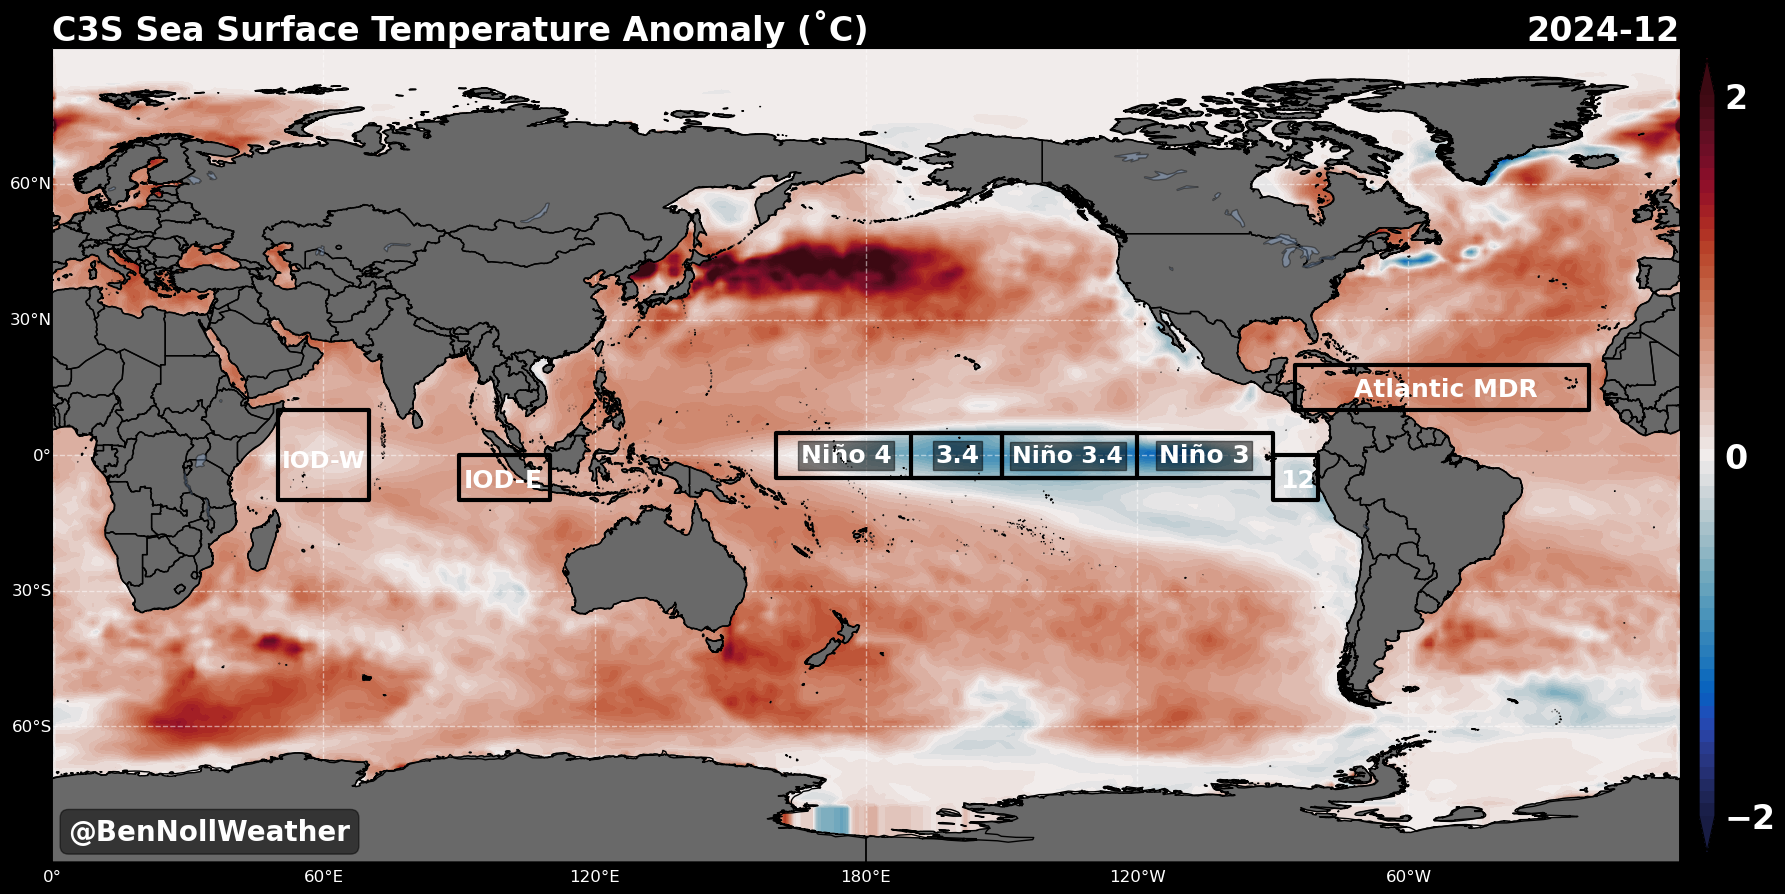 C3S Sea Surface Temperature Anomaly (˚C)
2024-12
2
60°N
30°N
Atlantic MDR
0°
IOD-W
IOD-E
Niño 4
3.4
Niño 3.4
Niño 3
12
0
30°S
60°S
@BenNollWeather
−2
0°
60°E
120°E
180°E
120°W
60°W